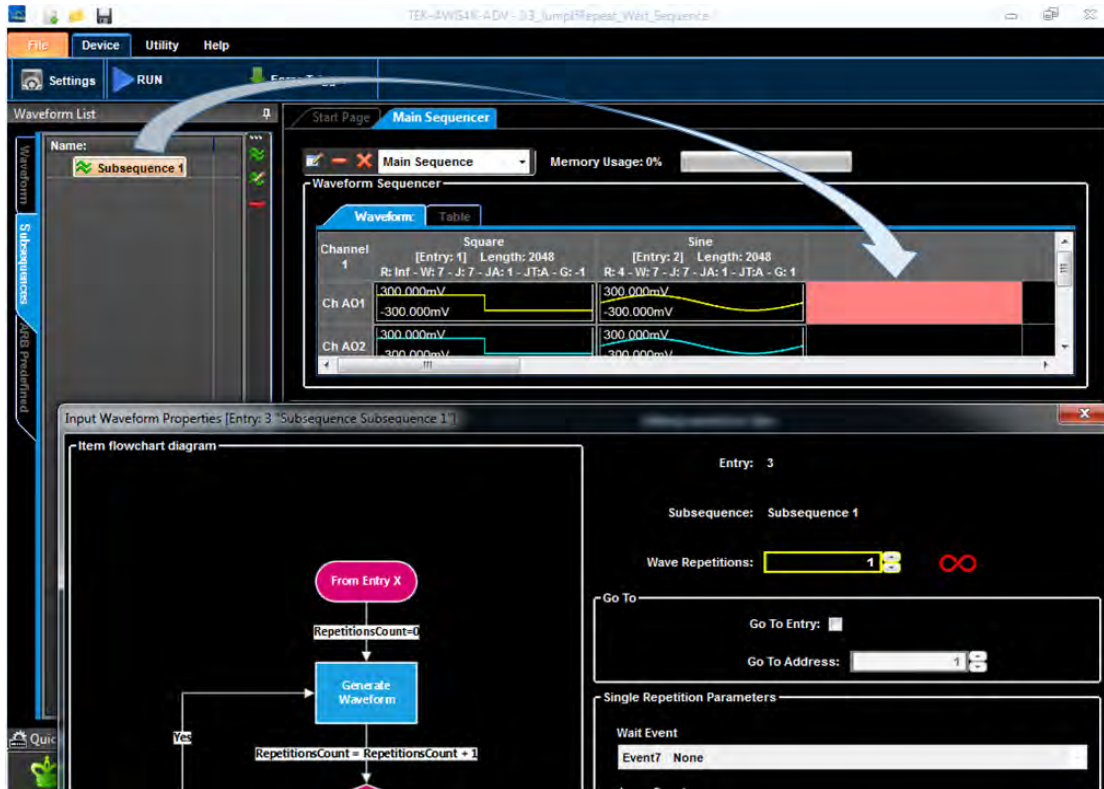 TEK-AWG4K-ADV - 03_JumpIfRepeat_Wait_Sequence
File Device Utility Help
Settings RUN
Waveform List
Start Page Main Sequencer
Name:
Subsequence 1
Waveform
Subsequences
ARB Predefined
Main Sequence Memory Usage: 0%
Waveform Sequencer
Waveform: Table
Channel 1
Square
[Entry: 1] Length: 2048
R: Inf - W: 7 - J: 7 - JA: 1 - JT:A - G: -1
Sine
[Entry: 2] Length: 2048
R: 4 - W: 7 - J: 7 - JA: 1 - JT:A - G: 1
Ch AO1
300.000mV
-300.000mV
300.000mV
-300.000mV
Ch AO2
300.000mV
-300.000mV
300.000mV
-300.000mV
Input Waveform Properties [Entry: 3 "Subsequence Subsequence 1"]
Item flowchart diagram
From Entry X
RepetitionsCount=0
Generate
Waveform
Yes
RepetitionsCount = RepetitionsCount + 1
Entry: 3
Subsequence: Subsequence 1
Wave Repetitions: 1 ∞
Go To
Go To Entry:
Go To Address: 1
Single Repetition Parameters
Wait Event
Event7 None
Quic